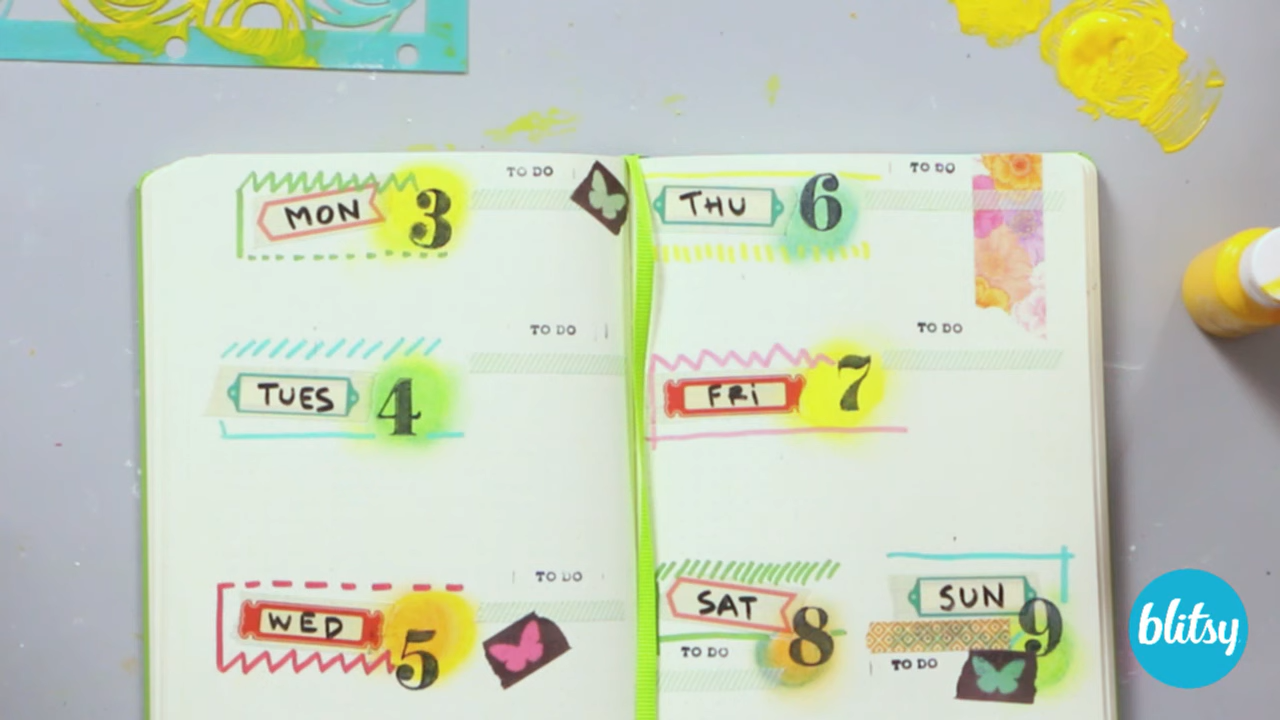 MON 3
TO DO
TUES 4
TO DO
WED 5
TO DO
THU 6
TO DO
FRi 7
TO DO
SAT 8
TO DO
SUN 9
TO DO
blitsy